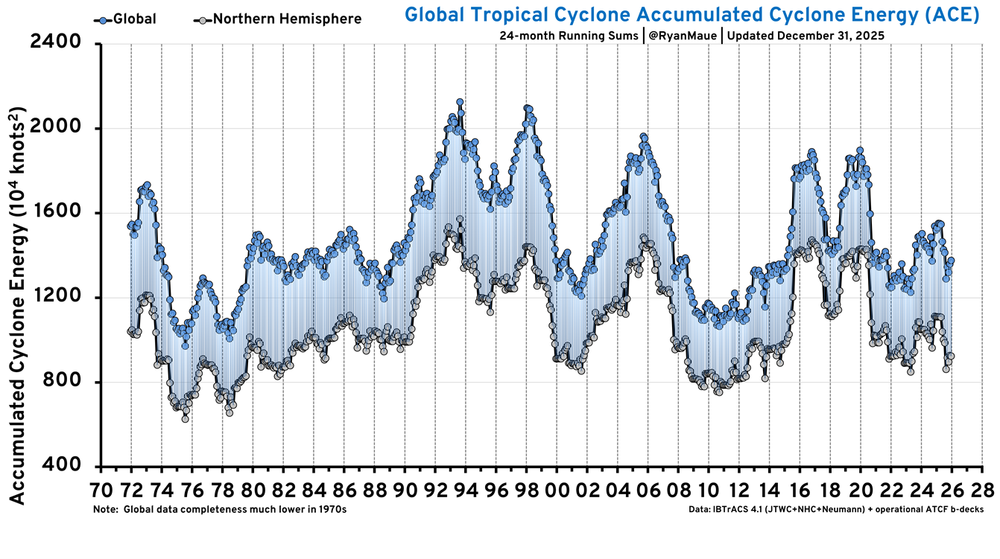 Global Tropical Cyclone Accumulated Cyclone Energy (ACE)
Global
Northern Hemisphere
24-month Running Sums | @RyanMaue | Updated December 31, 2025
Accumulated Cyclone Energy (10⁴ knots²)
2400
2000
1600
1200
800
400
70 72 74 76 78 80 82 84 86 88 90 92 94 96 98 00 02 04 06 08 10 12 14 16 18 20 22 24 26 28
Note: Global data completeness much lower in 1970s
Data: IBTrACS 4.1 (JTWC+NHC+Neumann) + operational ATCF b-decks